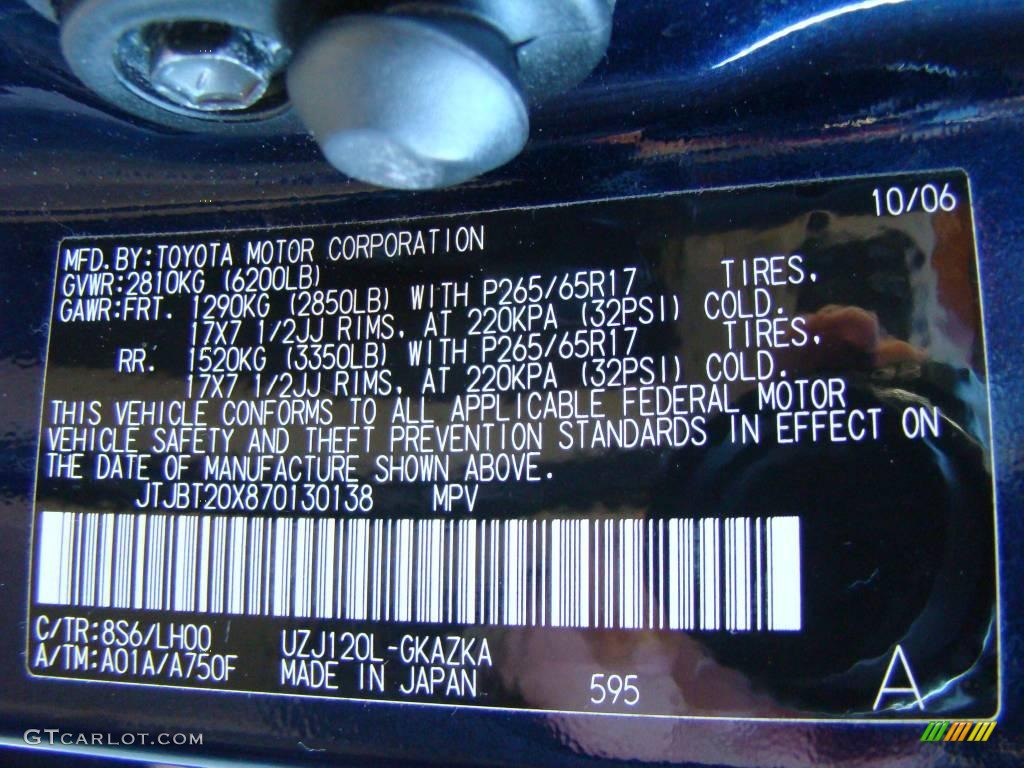 10/06
MFD. BY: TOYOTA MOTOR CORPORATION
GVWR: 2810KG (6200LB)
GAWR: FRT. 1290KG (2850LB) WITH P265/65R17 TIRES,
17X7 1/2JJ RIMS, AT 220KPA (32PSI) COLD.
RR. 1520KG (3350LB) WITH P265/65R17 TIRES,
17X7 1/2JJ RIMS, AT 220KPA (32PSI) COLD.
THIS VEHICLE CONFORMS TO ALL APPLICABLE FEDERAL MOTOR
VEHICLE SAFETY AND THEFT PREVENTION STANDARDS IN EFFECT ON
THE DATE OF MANUFACTURE SHOWN ABOVE.
JTJBT20X870130138 MPV
C/TR: 8S6/LH00 UZJ120L-GKAZKA
A/TM: A01A/A750F MADE IN JAPAN 595 A
GTCARLOT.COM